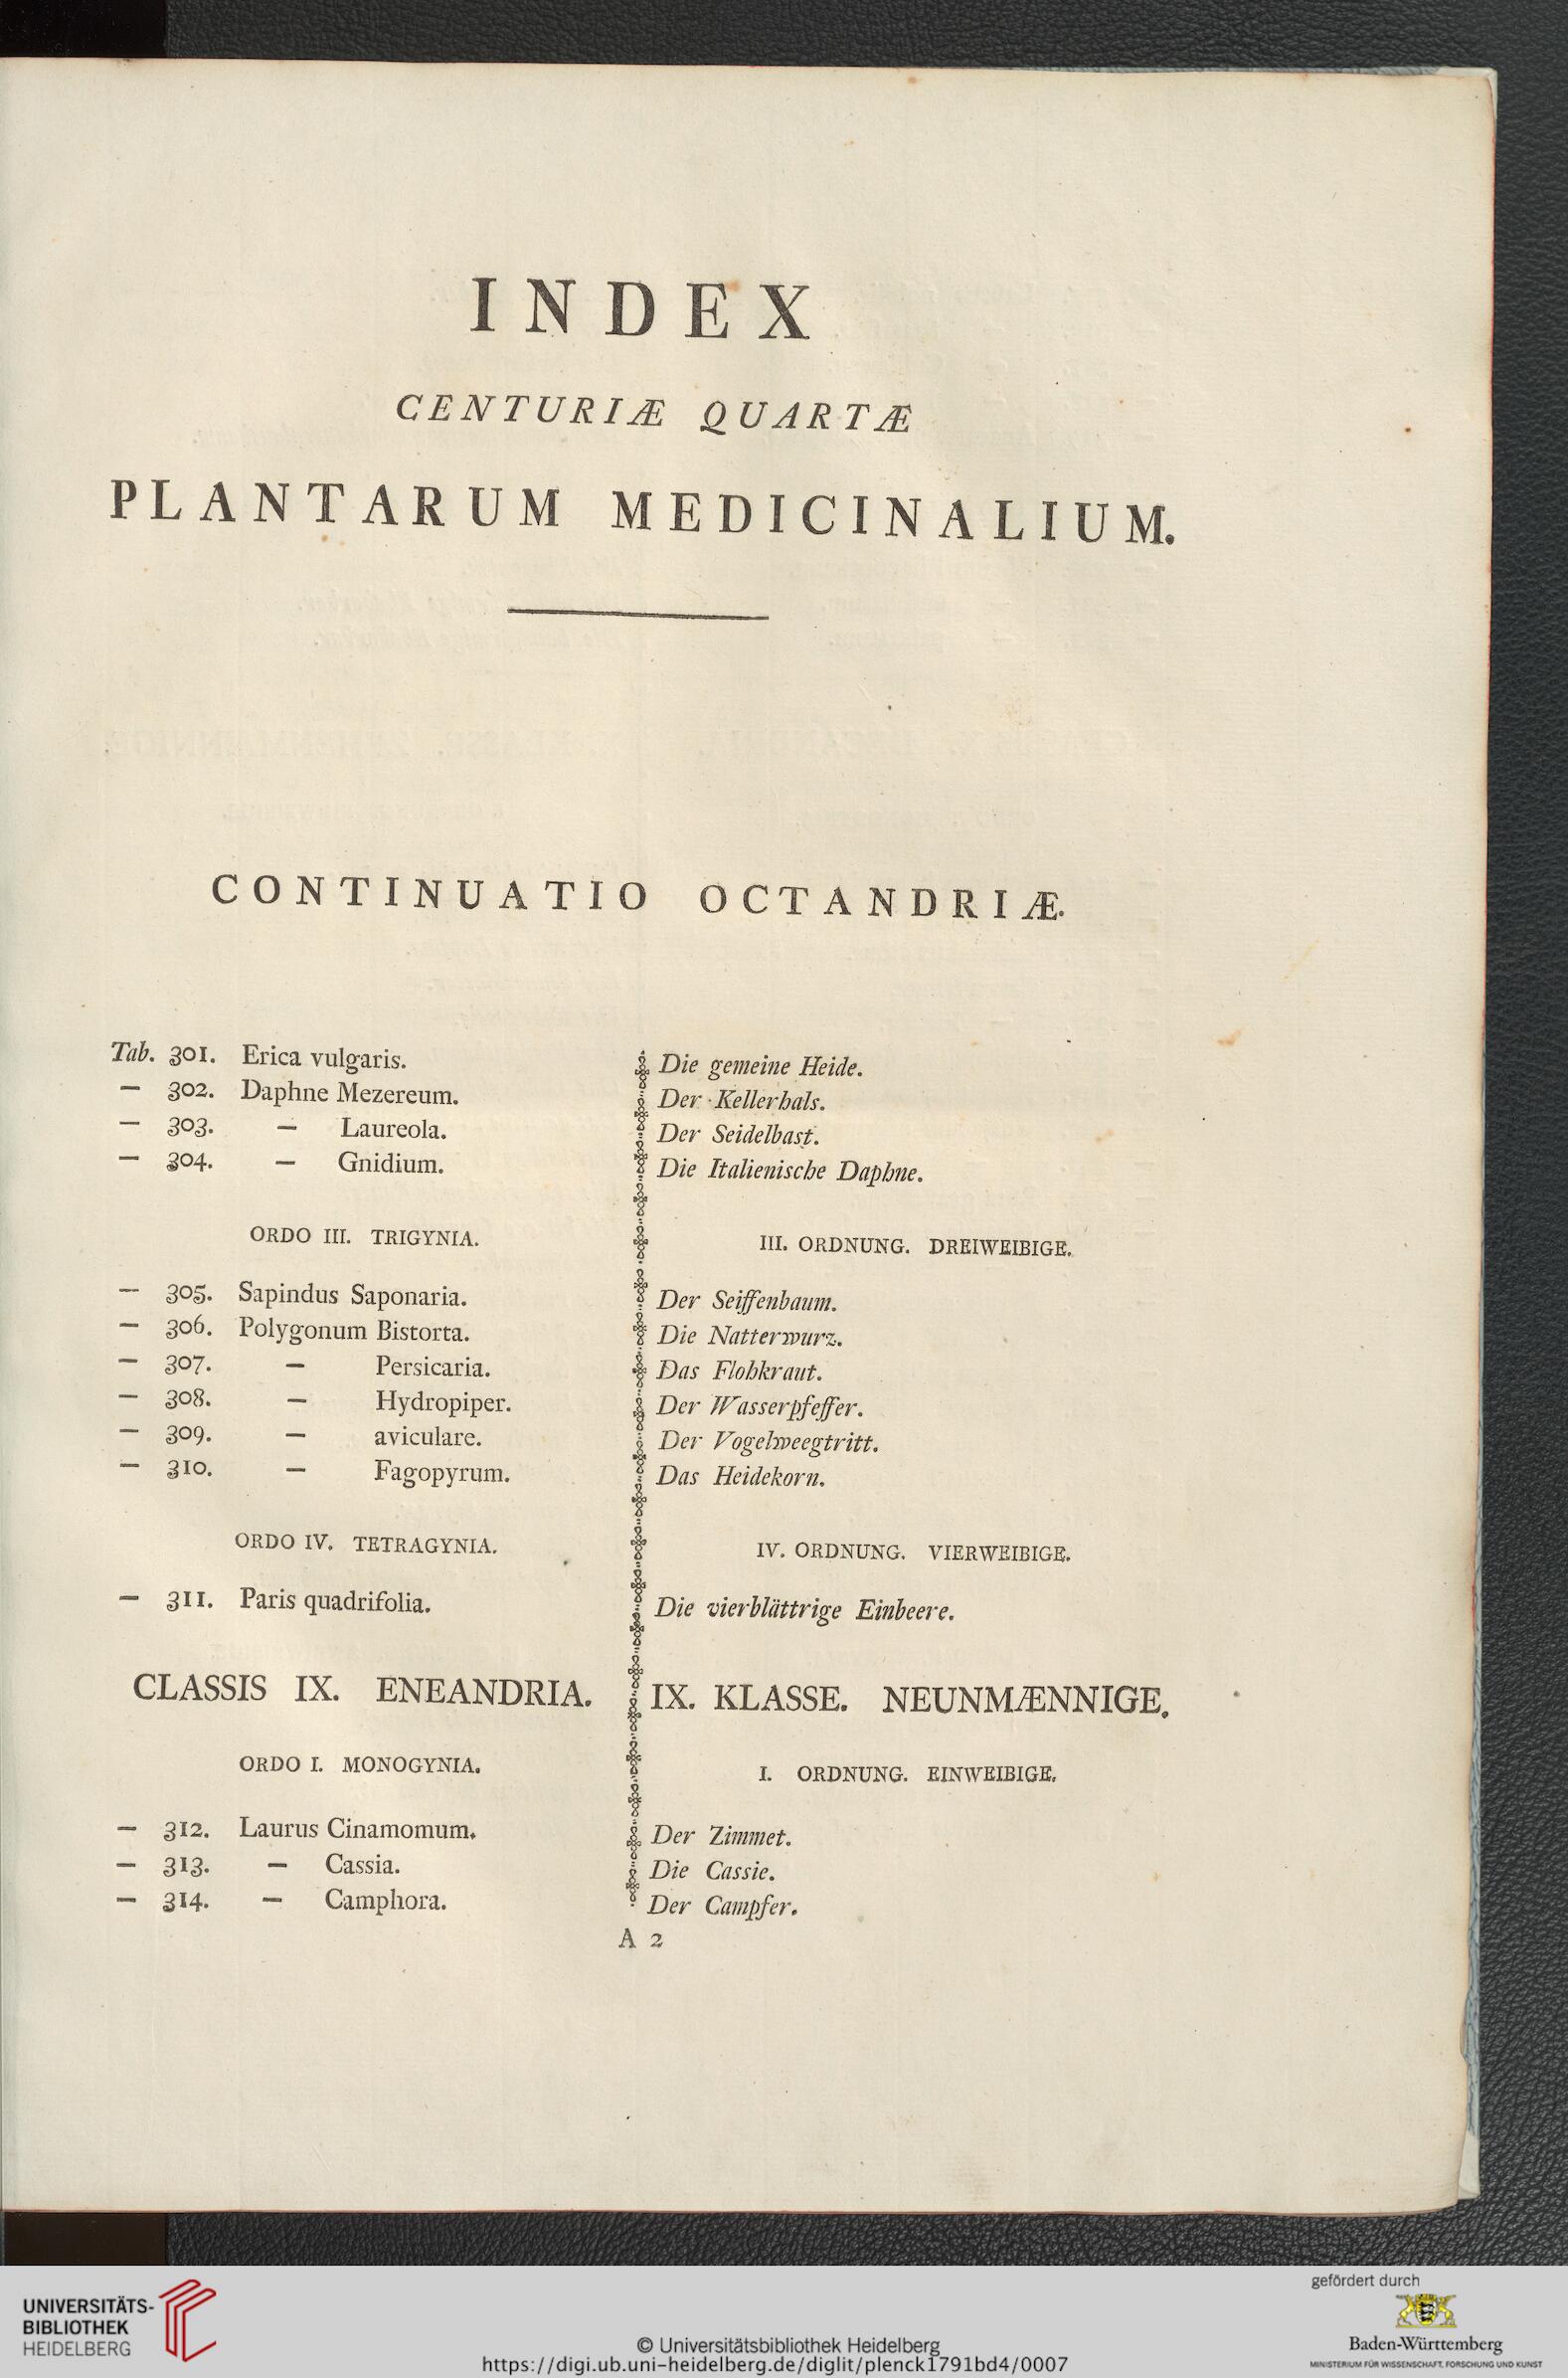 INDEX
CENTURIÆ QUARTÆ
PLANTARUM MEDICINALIUM.
CONTINUATIO OCTANDRIÆ.
Tab. 301. Erica vulgaris. Die gemeine Heide.
— 302. Daphne Mezereum. Der Kellerhals.
— 303. — Laureola. Der Seidelbast.
— 304. — Gnidium. Die Italienische Daphne.
ORDO III. TRIGYNIA. III. ORDNUNG. DREIWEIBIGE.
— 305. Sapindus Saponaria. Der Seiffenbaum.
— 306. Polygonum Bistorta. Die Natterwurz.
— 307. — Persicaria. Das Flohkraut.
— 308. — Hydropiper. Der Wasserpfeffer.
— 309. — aviculare. Der Vogelweegtritt.
— 310. — Fagopyrum. Das Heidekorn.
ORDO IV. TETRAGYNIA. IV. ORDNUNG. VIERWEIBIGE.
— 311. Paris quadrifolia. Die vierblättrige Einbeere.
CLASSIS IX. ENEANDRIA. IX. KLASSE. NEUNMÆNNIGE.
ORDO I. MONOGYNIA. I. ORDNUNG. EINWEIBIGE.
— 312. Laurus Cinamomum. Der Zimmet.
— 313. — Cassia. Die Cassie.
— 314. — Camphora. Der Campfer.
A 2
UNIVERSITÄTS-
BIBLIOTHEK
HEIDELBERG
© Universitätsbibliothek Heidelberg
https://digi.ub.uni-heidelberg.de/diglit/plenck1791bd4/0007
gefördert durch
Baden-Württemberg
MINISTERIUM FÜR WISSENSCHAFT, FORSCHUNG UND KUNST